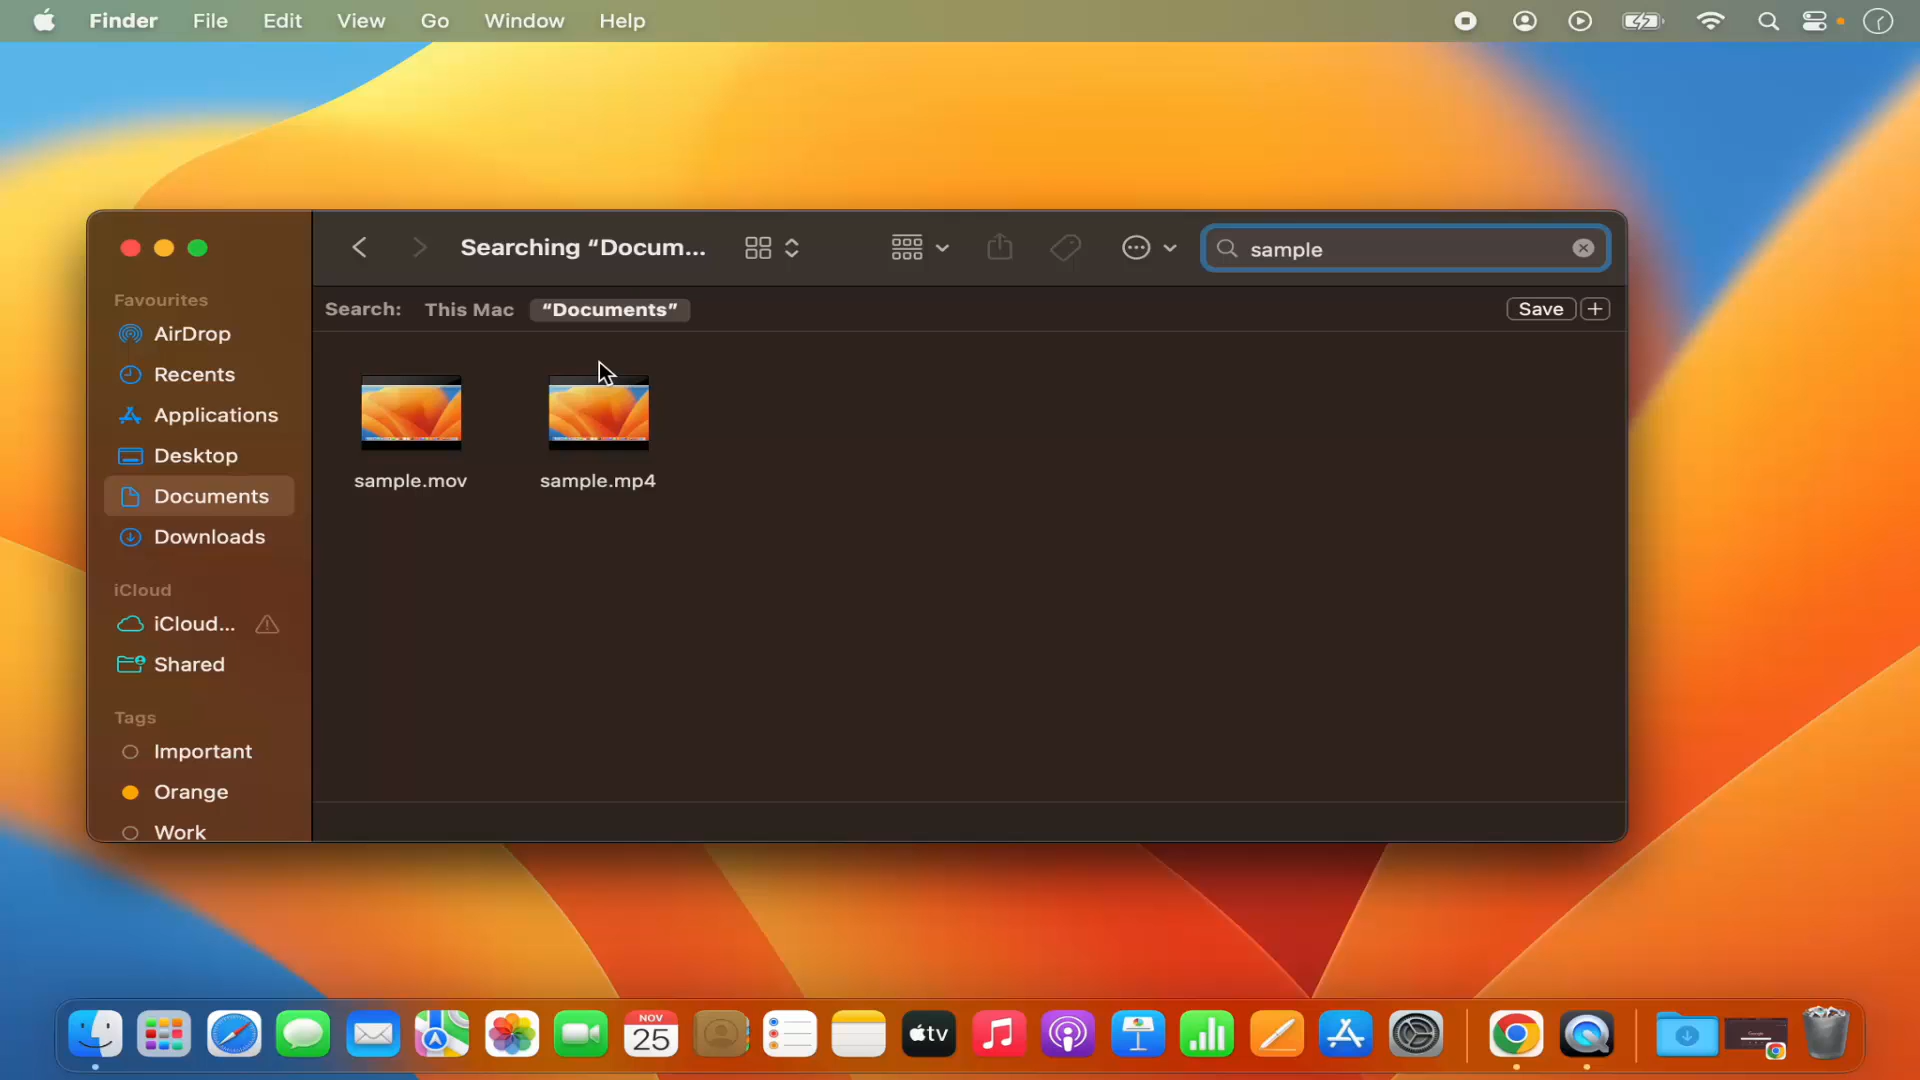 Finder File Edit View Go Window Help
Searching “Docum...
sample
Search: This Mac “Documents” Save
Favourites
AirDrop
Recents
Applications
Desktop
Documents
Downloads
iCloud
iCloud...
Shared
Tags
Important
Orange
Work
sample.mov
sample.mp4
NOV
25
tv